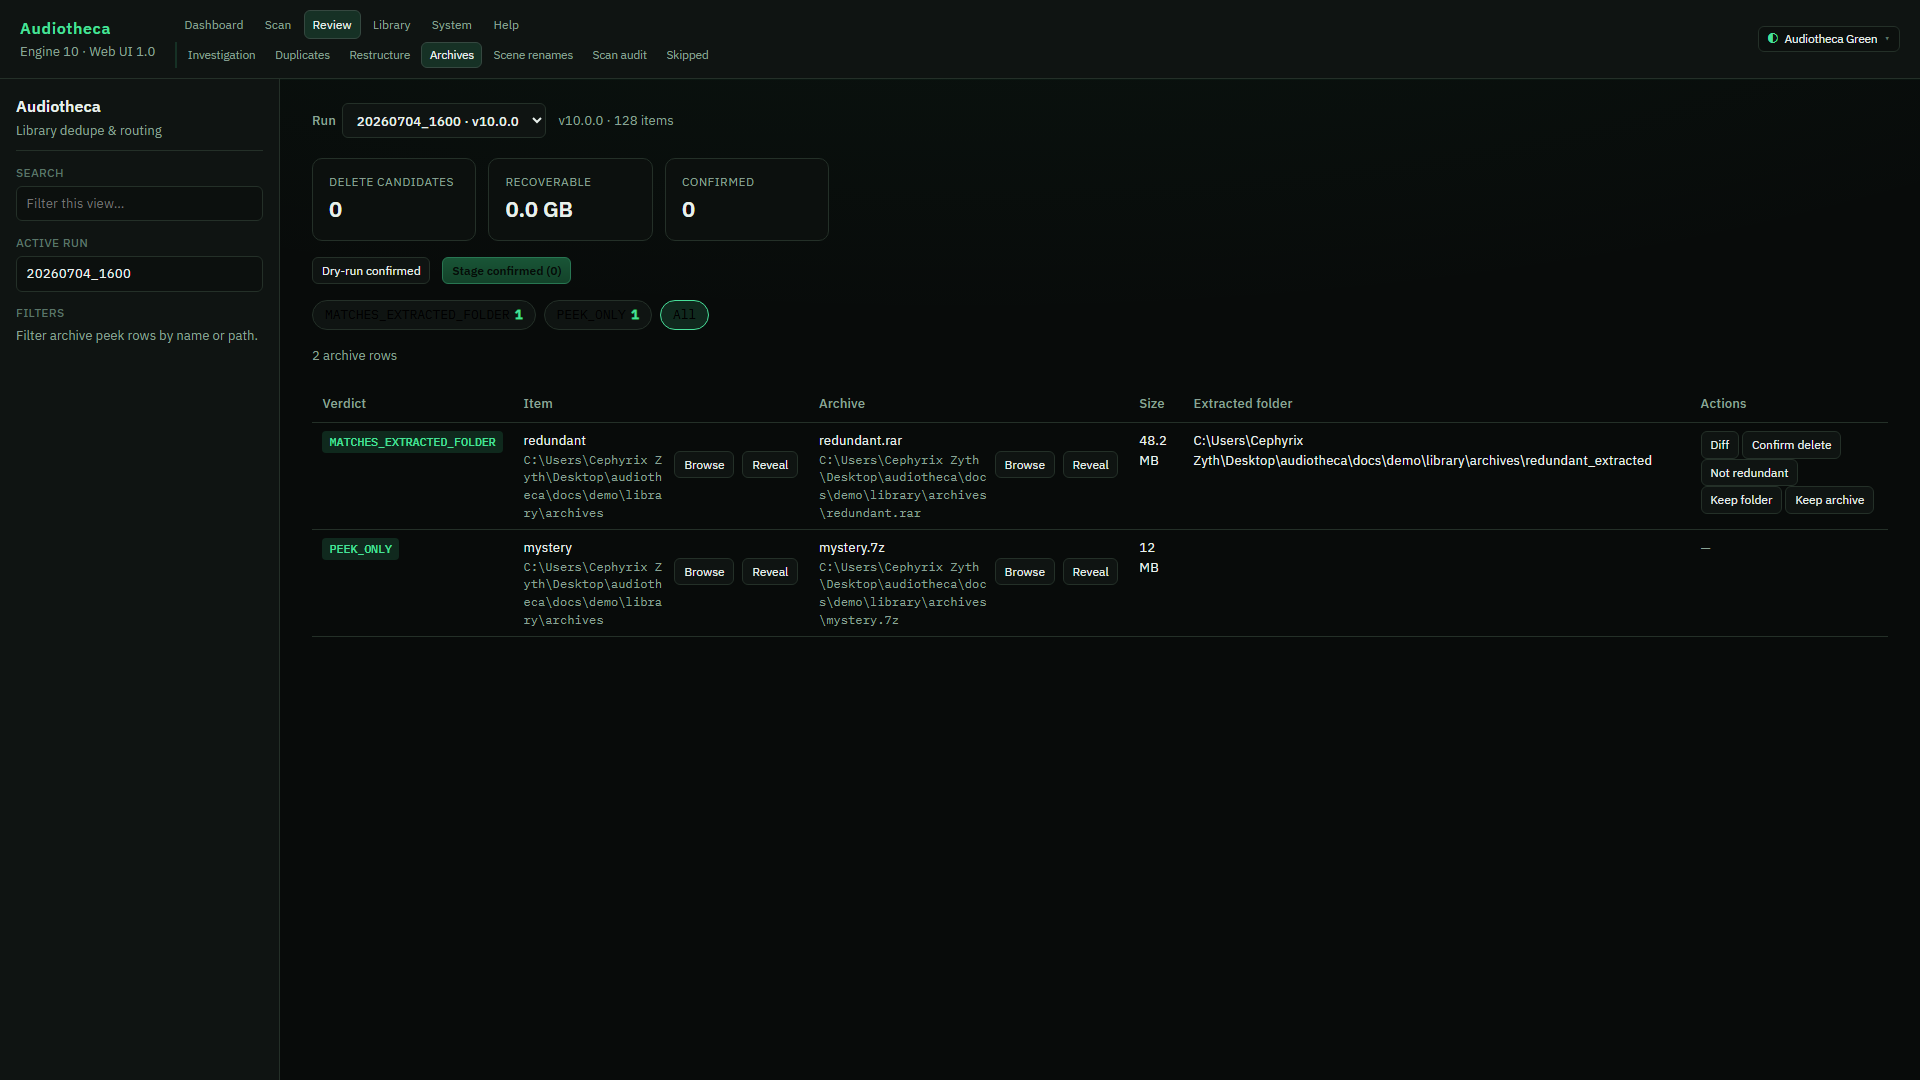 Audiotheca
Engine 10 · Web UI 1.0
Dashboard Scan Review Library System Help
Investigation Duplicates Restructure Archives Scene renames Scan audit Skipped
Audiotheca Green
Audiotheca
Library dedupe & routing
SEARCH
Filter this view...
ACTIVE RUN
20260704_1600
FILTERS
Filter archive peek rows by name or path.
Run 20260704_1600 · v10.0.0 v10.0.0 · 128 items
DELETE CANDIDATES
0
RECOVERABLE
0.0 GB
CONFIRMED
0
Dry-run confirmed Stage confirmed (0)
MATCHES_EXTRACTED_FOLDER 1 PEEK_ONLY 1 All
2 archive rows
Verdict Item Archive Size Extracted folder Actions
MATCHES_EXTRACTED_FOLDER
redundant
C:\Users\Cephyrix Z
yth\Desktop\audioth
eca\docs\demo\libra
ry\archives
Browse Reveal
redundant.rar
C:\Users\Cephyrix Zyth
\Desktop\audiotheca\doc
s\demo\library\archives
\redundant.rar
Browse Reveal
48.2
MB
C:\Users\Cephyrix
Zyth\Desktop\audiotheca\docs\demo\library\archives\redundant_extracted
Diff Confirm delete
Not redundant
Keep folder Keep archive
PEEK_ONLY
mystery
C:\Users\Cephyrix Z
yth\Desktop\audioth
eca\docs\demo\libra
ry\archives
Browse Reveal
mystery.7z
C:\Users\Cephyrix Zyth
\Desktop\audiotheca\doc
s\demo\library\archives
\mystery.7z
Browse Reveal
12
MB
—